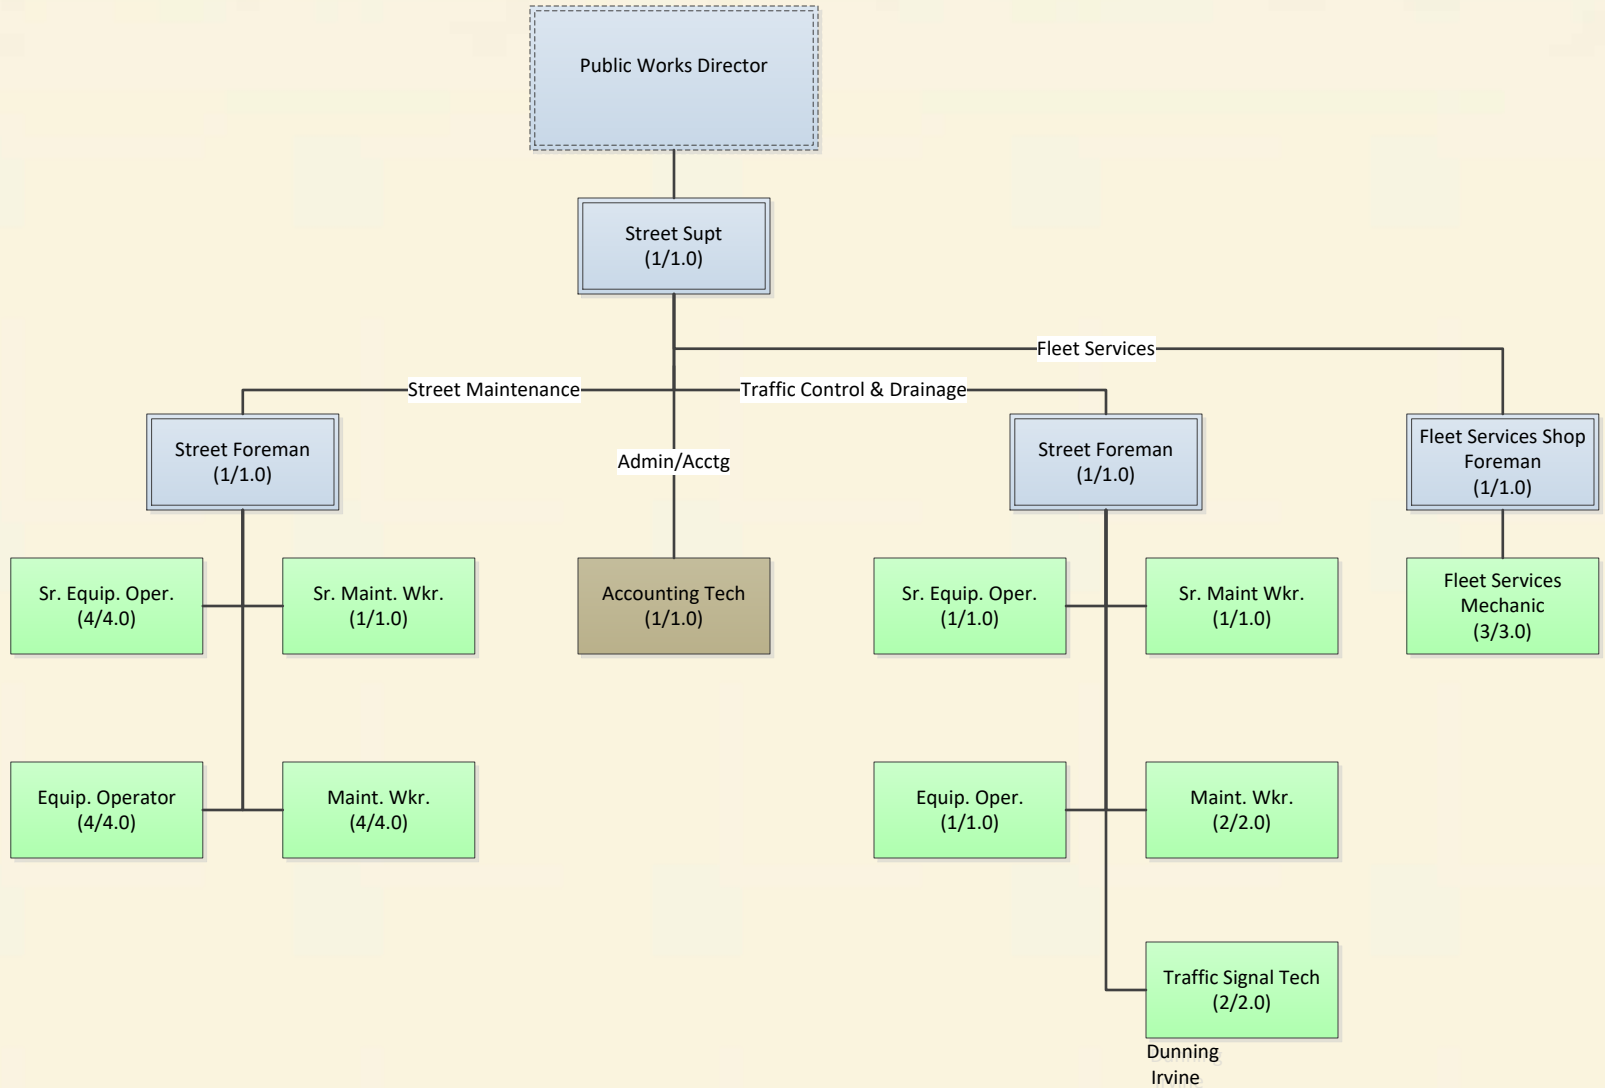 Public Works Director
Street Supt
(1/1.0)
Fleet Services
Street Maintenance
Traffic Control & Drainage
Admin/Acctg
Street Foreman
(1/1.0)
Street Foreman
(1/1.0)
Fleet Services Shop
Foreman
(1/1.0)
Sr. Equip. Oper.
(4/4.0)
Sr. Maint. Wkr.
(1/1.0)
Accounting Tech
(1/1.0)
Sr. Equip. Oper.
(1/1.0)
Sr. Maint Wkr.
(1/1.0)
Fleet Services
Mechanic
(3/3.0)
Equip. Operator
(4/4.0)
Maint. Wkr.
(4/4.0)
Equip. Oper.
(1/1.0)
Maint. Wkr.
(2/2.0)
Traffic Signal Tech
(2/2.0)
Dunning
Irvine